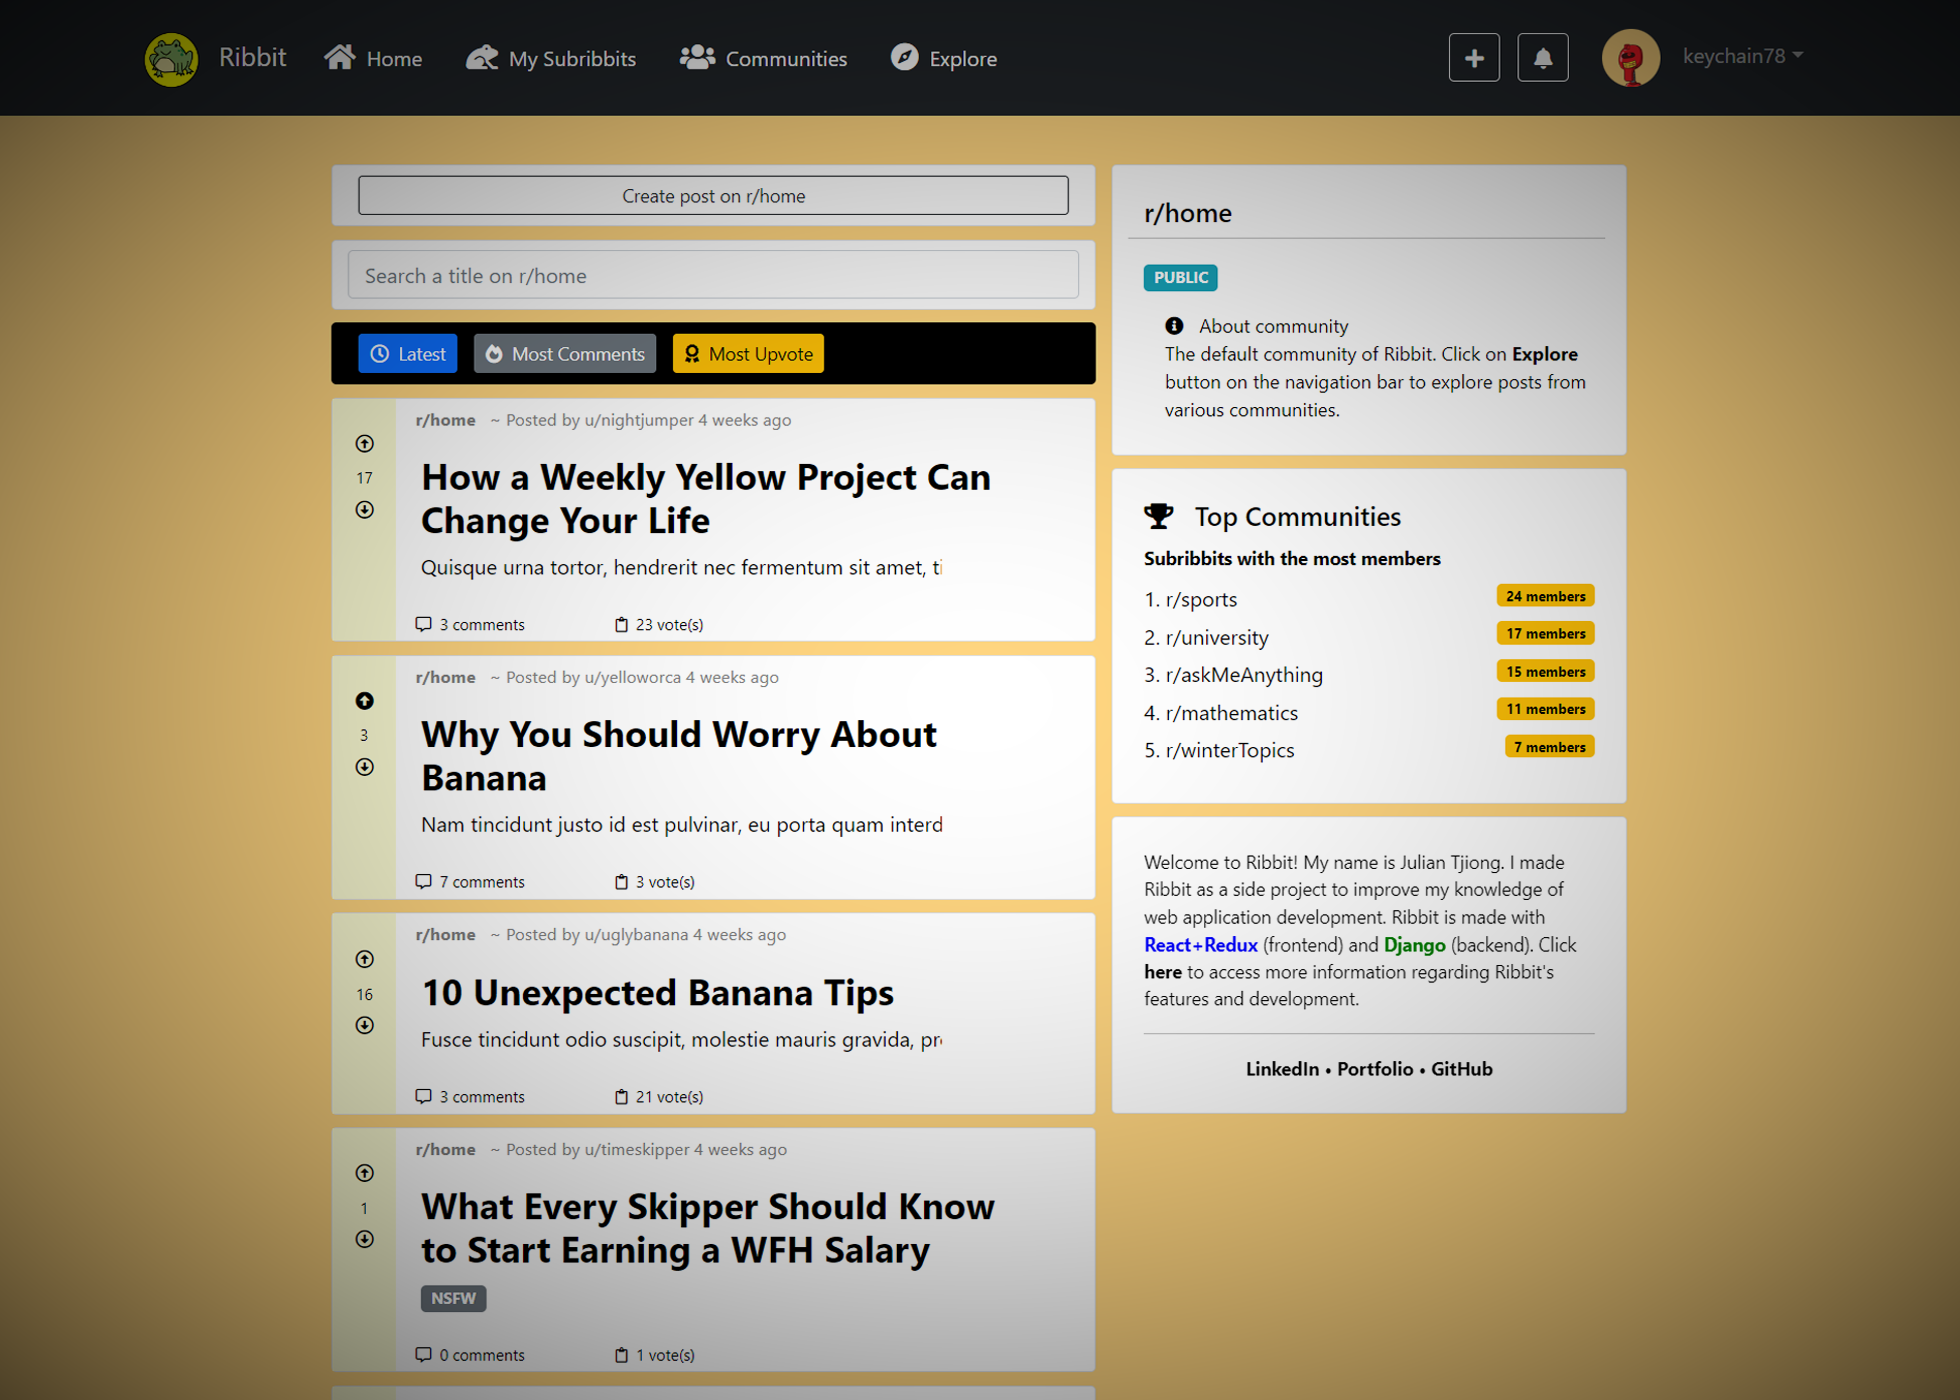 Ribbit Home My Subribbits Communities Explore keychain78
Create post on r/home
Search a title on r/home
Latest Most Comments Most Upvote
r/home ~ Posted by u/nightjumper 4 weeks ago
17
How a Weekly Yellow Project Can
Change Your Life
Quisque urna tortor, hendrerit nec fermentum sit amet,
3 comments 23 vote(s)
r/home ~ Posted by u/yelloworca 4 weeks ago
3
Why You Should Worry About
Banana
Nam tincidunt justo id est pulvinar, eu porta quam interd
7 comments 3 vote(s)
r/home ~ Posted by u/uglybanana 4 weeks ago
16
10 Unexpected Banana Tips
Fusce tincidunt odio suscipit, molestie mauris gravida,
3 comments 21 vote(s)
r/home ~ Posted by u/timeskipper 4 weeks ago
1
What Every Skipper Should Know
to Start Earning a WFH Salary
NSFW
0 comments 1 vote(s)
r/home
PUBLIC
About community
The default community of Ribbit. Click on Explore
button on the navigation bar to explore posts from
various communities.
Top Communities
Subribbits with the most members
1. r/sports 24 members
2. r/university 17 members
3. r/askMeAnything 15 members
4. r/mathematics 11 members
5. r/winterTopics 7 members
Welcome to Ribbit! My name is Julian Tjiong. I made
Ribbit as a side project to improve my knowledge of
web application development. Ribbit is made with
React+Redux (frontend) and Django (backend). Click
here to access more information regarding Ribbit's
features and development.
LinkedIn • Portfolio • GitHub